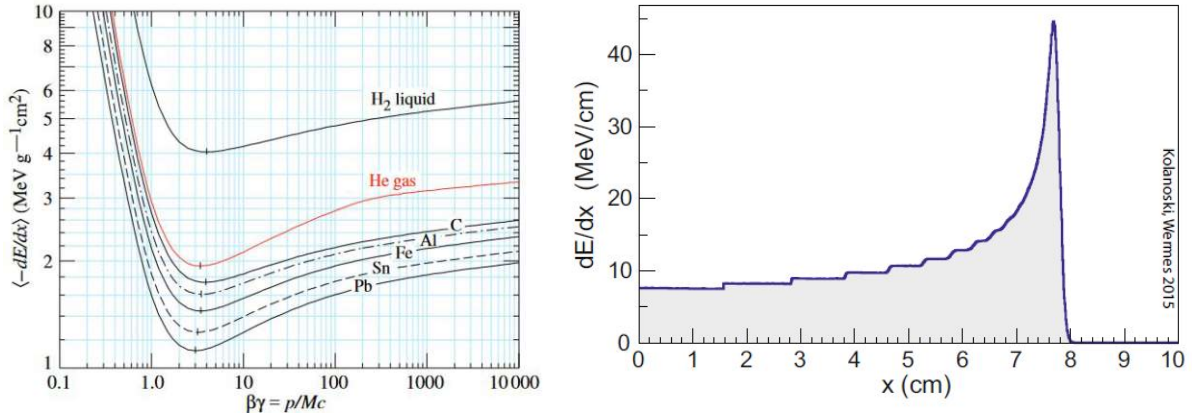 10
6
5
4
3
2
1
⟨–dE/dx⟩ (MeV g—1cm2)
H2 liquid
He gas
C
Al
Fe
Sn
Pb
0.1
1.0
10
100
1000
10 000
βγ = p/Mc
dE/dx (MeV/cm)
40
30
20
10
0
0
1
2
3
4
5
6
7
8
9
10
x (cm)
Kolanoski, Wermes 2015